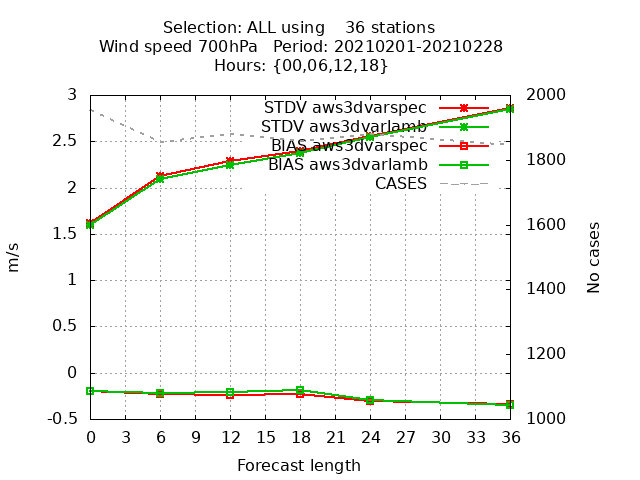 Selection: ALL using 36 stations
Wind speed 700hPa Period: 20210201-20210228
Hours: {00,06,12,18}
3
2.5
2
1.5
1
0.5
0
-0.5
m/s
STDV aws3dvarspec
STDV aws3dvarlamb
BIAS aws3dvarspec
BIAS aws3dvarlamb
CASES
2000
1800
1600
1400
1200
1000
No cases
0 3 6 9 12 15 18 21 24 27 30 33 36
Forecast length